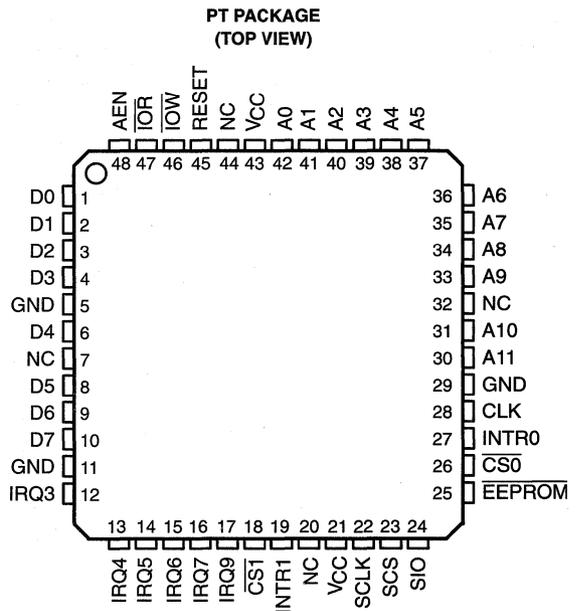 PT PACKAGE
(TOP VIEW)
AEN
I̅O̅R̅
I̅O̅W̅
RESET
NC
VCC
A0
A1
A2
A3
A4
A5
48 47 46 45 44 43 42 41 40 39 38 37
D0 1
D1 2
D2 3
D3 4
GND 5
D4 6
NC 7
D5 8
D6 9
D7 10
GND 11
IRQ3 12
36 A6
35 A7
34 A8
33 A9
32 NC
31 A10
30 A11
29 GND
28 CLK
27 INTR0
26 C̅S̅0̅
25 E̅E̅P̅R̅O̅M̅
13 14 15 16 17 18 19 20 21 22 23 24
IRQ4
IRQ5
IRQ6
IRQ7
IRQ9
C̅S̅1̅
INTR1
NC
VCC
SCLK
SCS
SIO